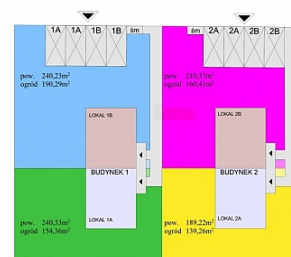 1A 1A 1B 1B śm
2A 2A 2B 2B śm
pow. 240,23m²
ogród 190,29m²
pow. 210,37m²
ogród 160,41m²
LOKAL 1B
LOKAL 2B
BUDYNEK 1
BUDYNEK 2
pow. 240,33m²
ogród 154,36m²
LOKAL 1A
pow. 189,22m²
ogród 139,26m²
LOKAL 2A